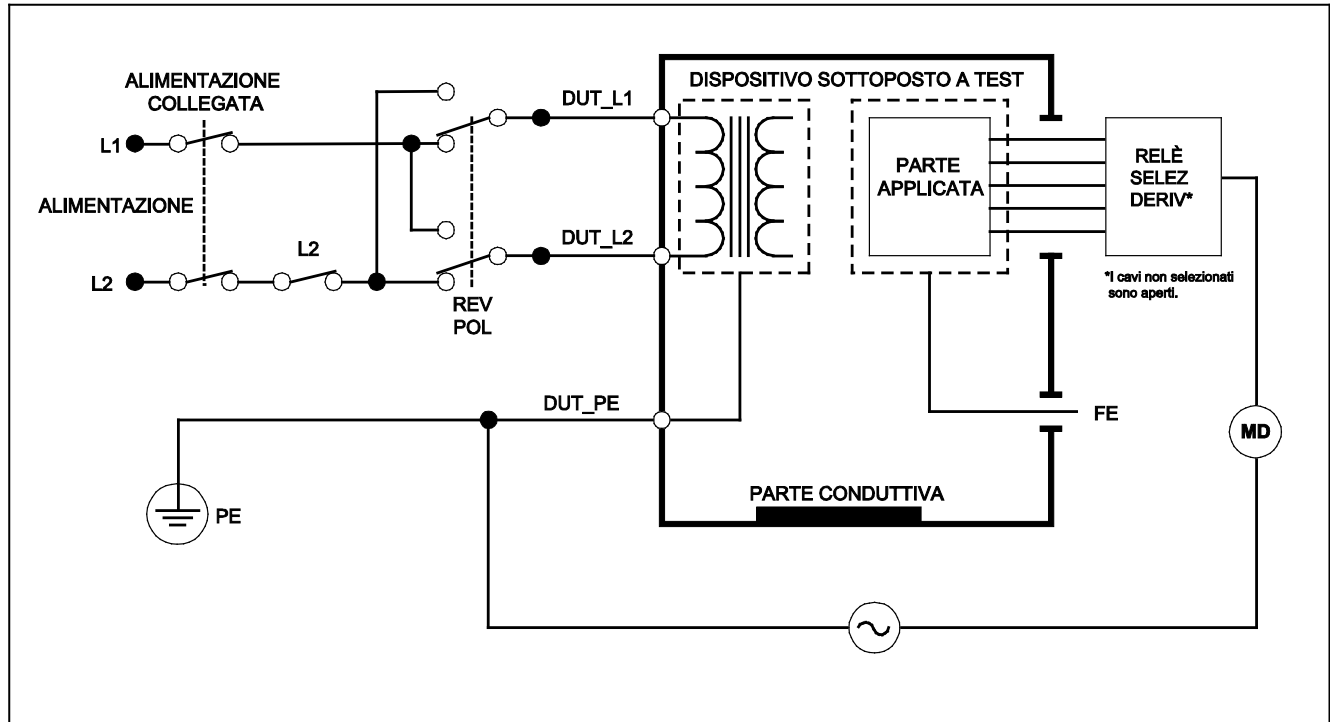 ALIMENTAZIONE
COLLEGATA
L1
ALIMENTAZIONE
L2
L2
REV
POL
DUT_L1
DUT_L2
DISPOSITIVO SOTTOPOSTO A TEST
PARTE
APPLICATA
RELÈ
SELEZ
DERIV*
*I cavi non selezionati
sono aperti.
DUT_PE
FE
MD
PARTE CONDUTTIVA
PE